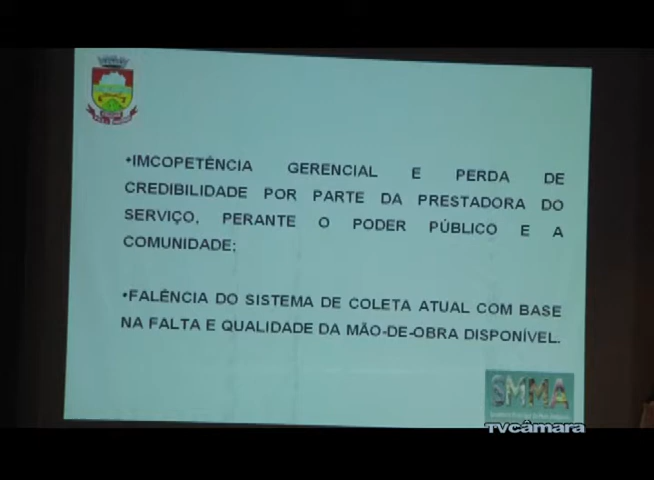 •IMCOPETÊNCIA GERENCIAL E PERDA DE
CREDIBILIDADE POR PARTE DA PRESTADORA DO
SERVIÇO, PERANTE O PODER PÚBLICO E A
COMUNIDADE;
•FALÊNCIA DO SISTEMA DE COLETA ATUAL COM BASE
NA FALTA E QUALIDADE DA MÃO-DE-OBRA DISPONÍVEL.
SMMA
TVCâmara